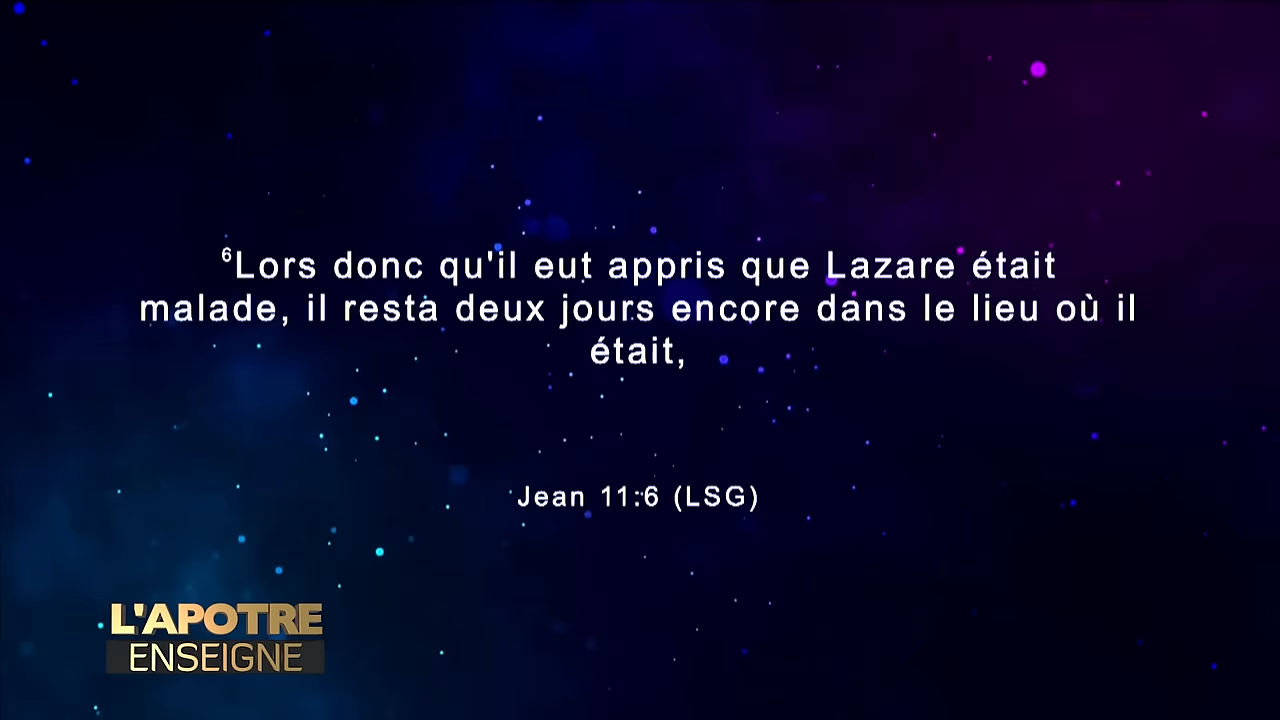 ⁶Lors donc qu'il eut appris que Lazare était
malade, il resta deux jours encore dans le lieu où il
était,
Jean 11:6 (LSG)
L'APOTRE
ENSEIGNE